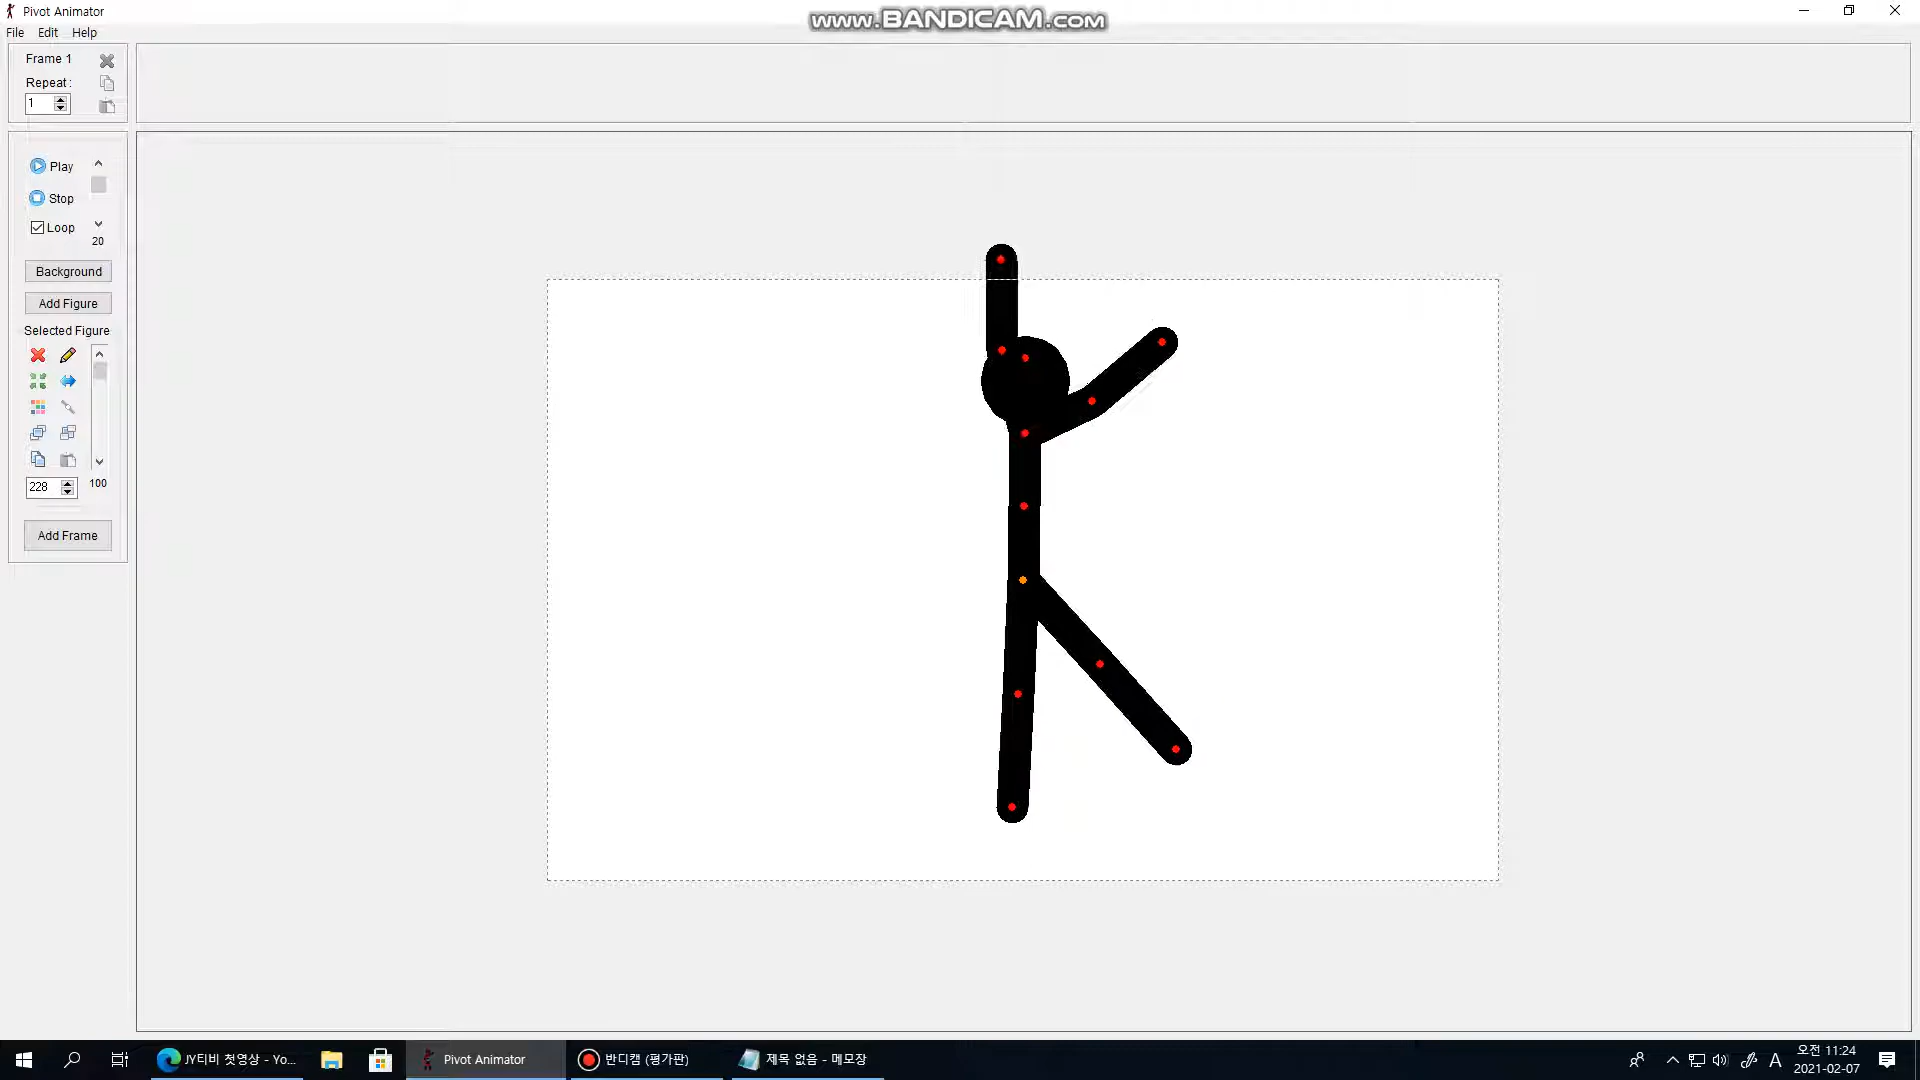 Pivot Animator
www.BANDICAM.com
File Edit Help
Frame 1
Repeat :
1
Play
Stop
Loop
20
Background
Add Figure
Selected Figure
228
100
Add Frame
JY티비 첫영상 - Yo...
Pivot Animator
반디캠 (평가판)
제목 없음 - 메모장
A
오전 11:24
2021-02-07